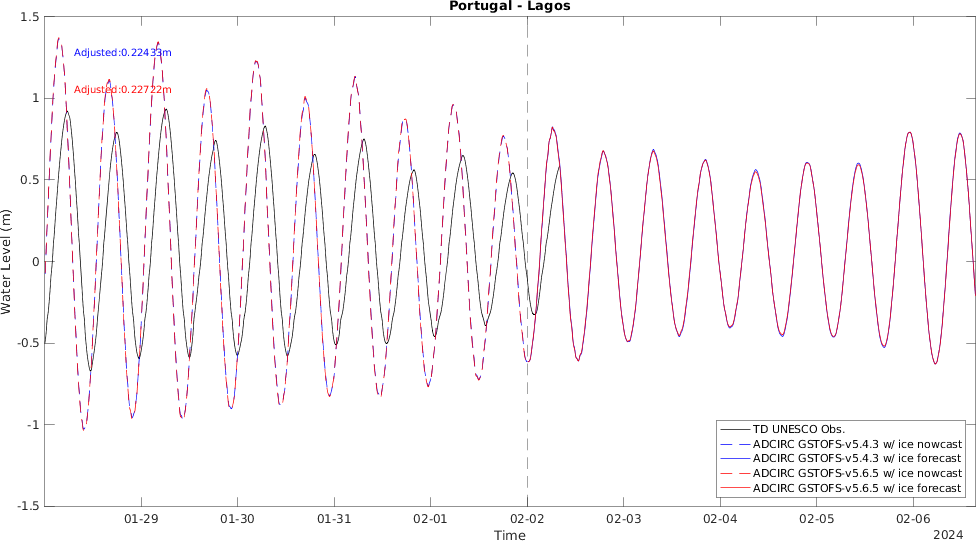 Portugal - Lagos
1.5
Adjusted:0.22433m
1
Adjusted:0.22722m
0.5
Water Level (m)
0
-0.5
-1
TD UNESCO Obs.
ADCIRC GSTOFS-v5.4.3 w/ ice nowcast
ADCIRC GSTOFS-v5.4.3 w/ ice forecast
ADCIRC GSTOFS-v5.6.5 w/ ice nowcast
ADCIRC GSTOFS-v5.6.5 w/ ice forecast
-1.5
01-29 01-30 01-31 02-01 02-02 02-03 02-04 02-05 02-06
Time
2024